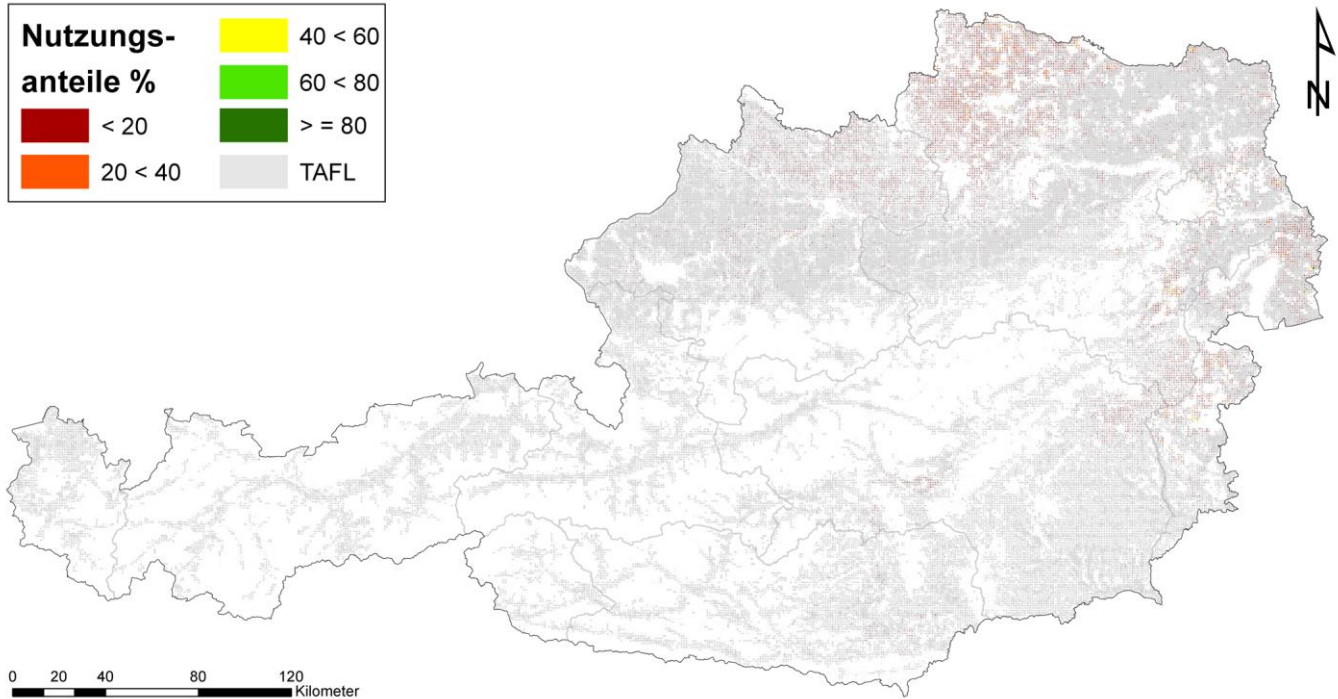 Nutzungs-
anteile %
< 20
20 < 40
40 < 60
60 < 80
> = 80
TAFL
N
0 20 40 80 120
Kilometer